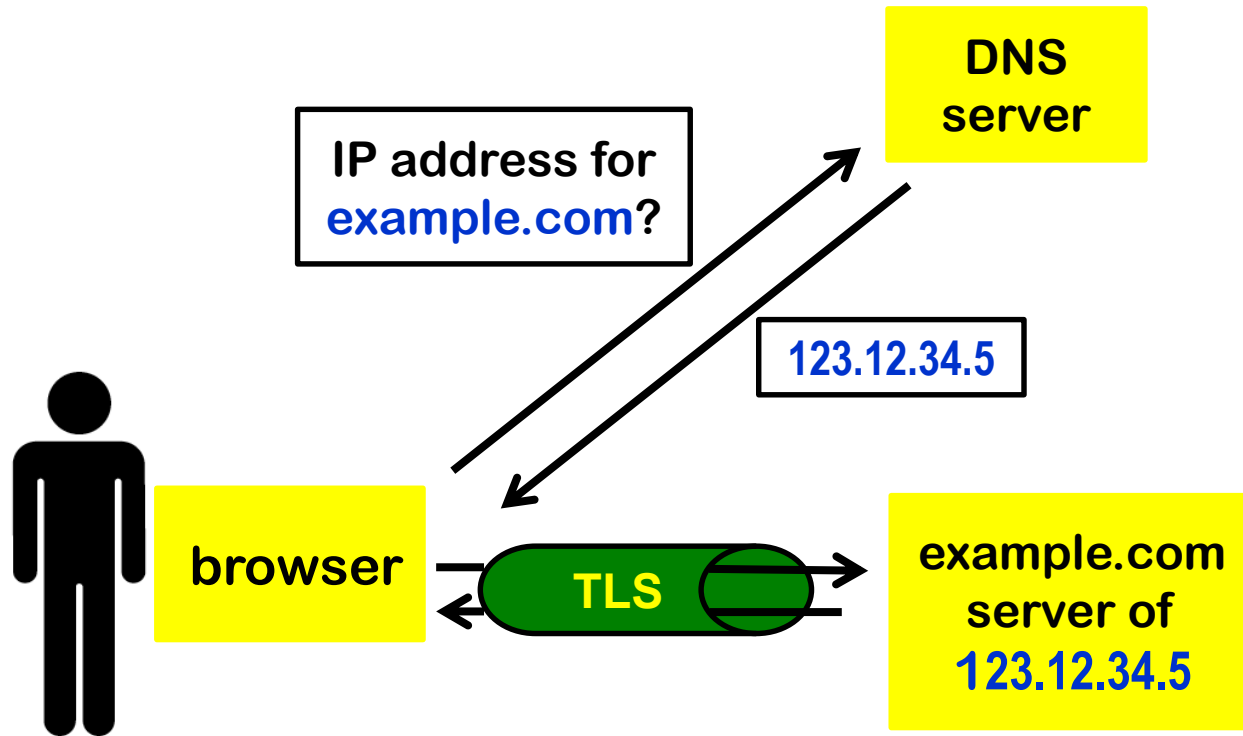 DNS
server
IP address for
example.com?
123.12.34.5
browser
TLS
example.com
server of
123.12.34.5